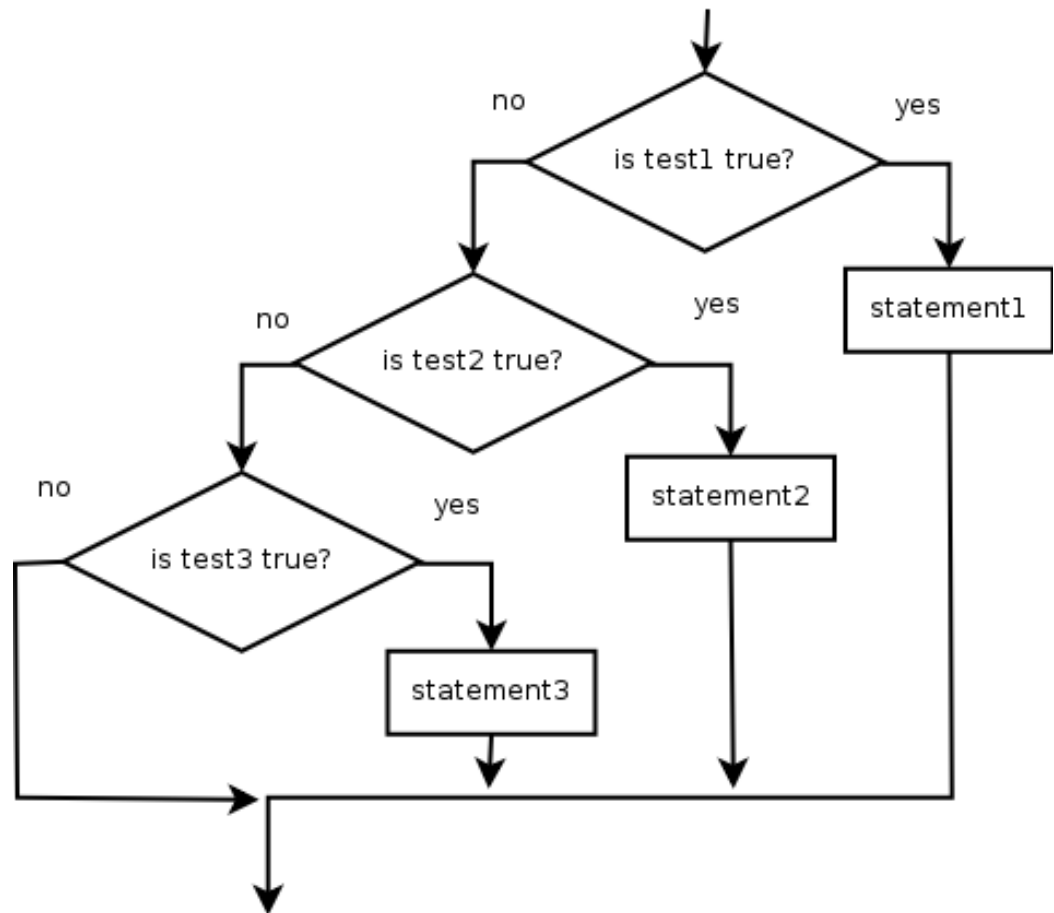 no
yes
is test1 true?
statement1
no
yes
is test2 true?
statement2
no
yes
is test3 true?
statement3